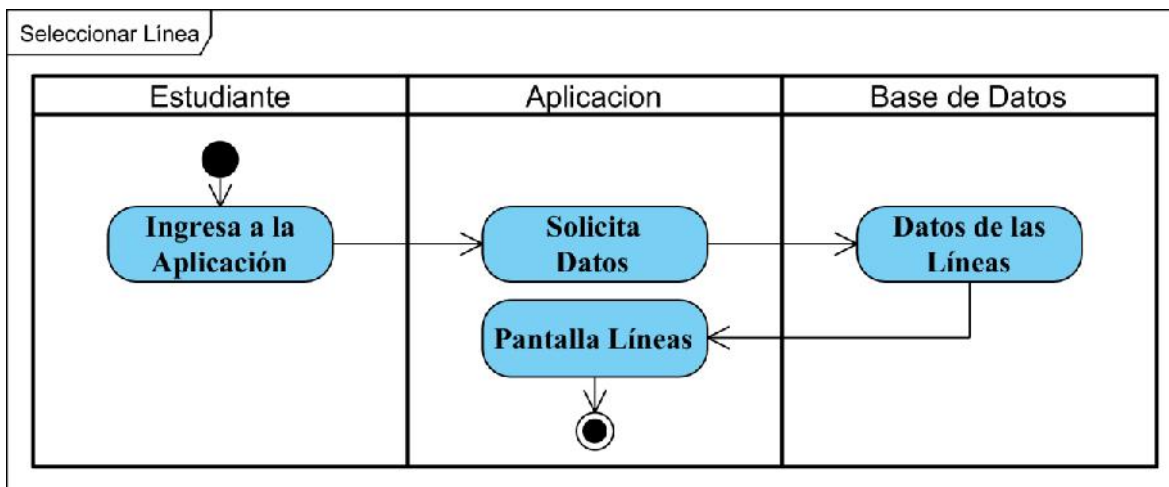 Seleccionar Línea
Estudiante
Aplicacion
Base de Datos
Ingresa a la
Aplicación
Solicita
Datos
Datos de las
Líneas
Pantalla Líneas